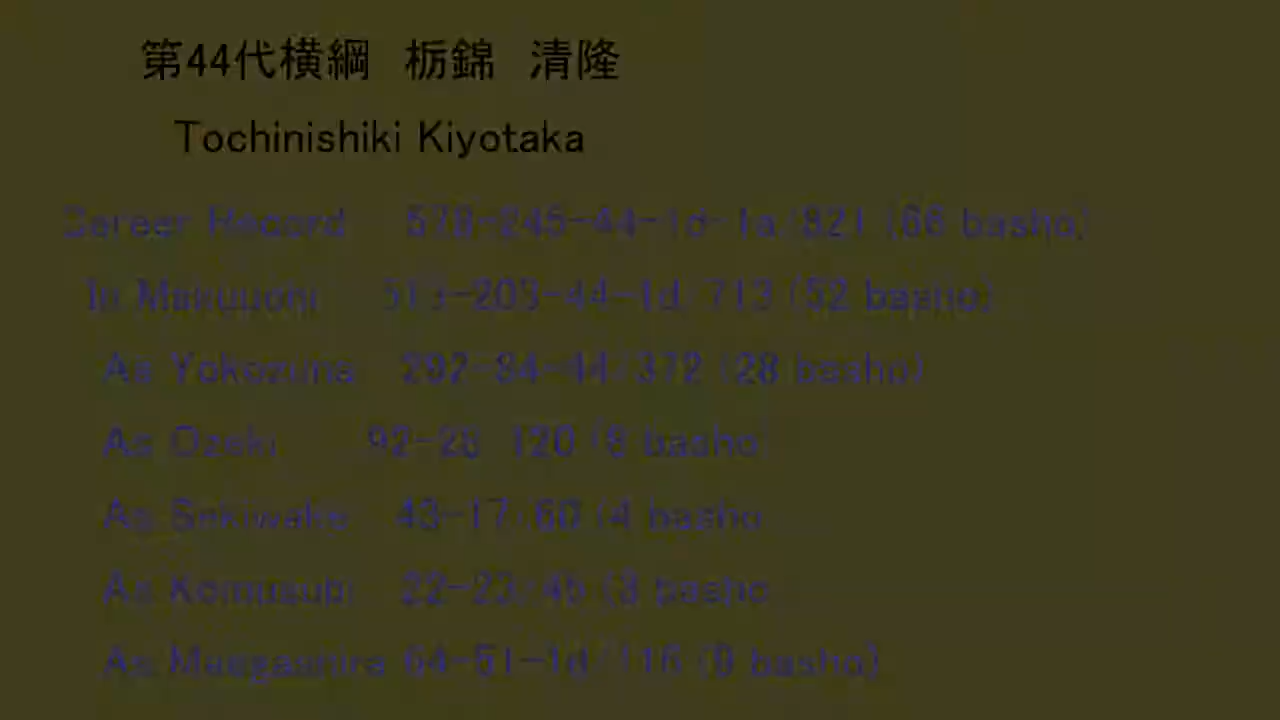 第44代横綱 栃錦 清隆
Tochinishiki Kiyotaka
Career Record 578-245-44-1d-1a/821 (66 basho)
In Makuuchi 513-203-44-1d/713 (52 basho)
As Yokozuna 292-84-44/372 (28 basho)
As Ozeki 92-28/120 (8 basho)
As Sekiwake 43-17/60 (4 basho)
As Komusubi 22-23/45 (3 basho)
As Maegashira 64-51-1d/116 (9 basho)